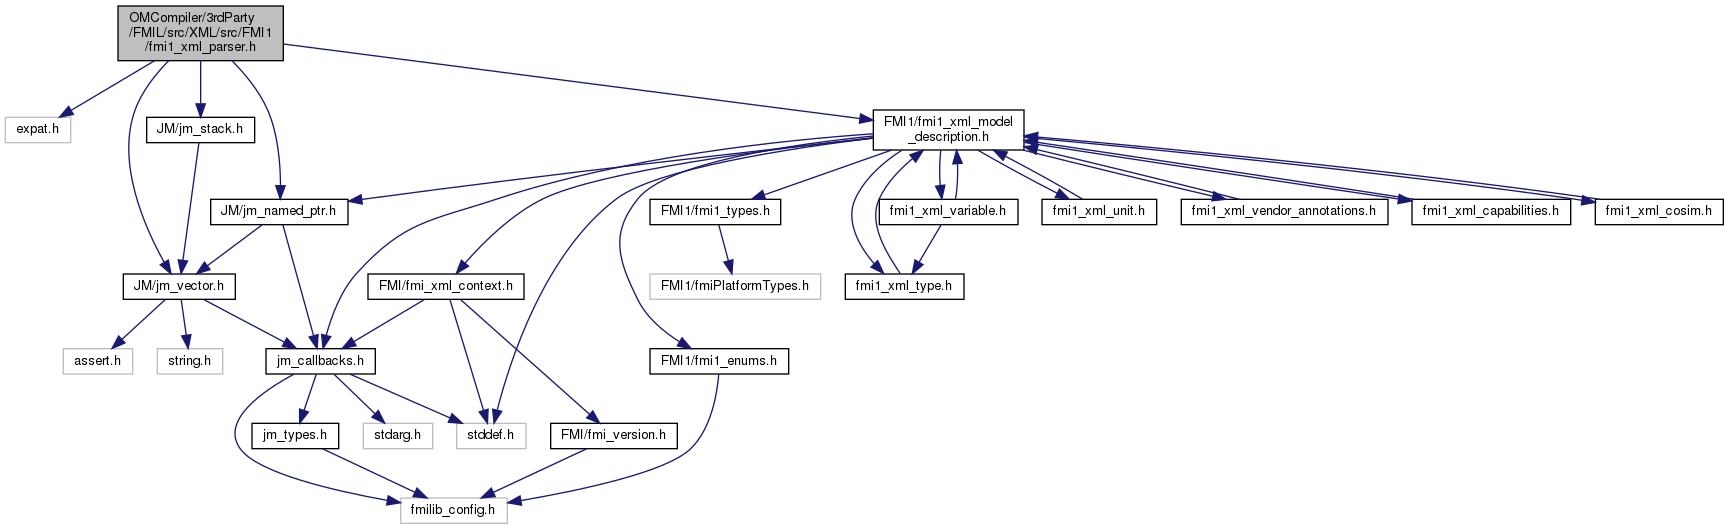 OMCompiler/3rdParty
/FMIL/src/XML/src/FMI1
/fmi1_xml_parser.h
expat.h
JM/jm_stack.h
FMI1/fmi1_xml_model
_description.h
JM/jm_named_ptr.h
FMI1/fmi1_types.h
fmi1_xml_variable.h
fmi1_xml_unit.h
fmi1_xml_vendor_annotations.h
fmi1_xml_capabilities.h
fmi1_xml_cosim.h
JM/jm_vector.h
FMI/fmi_xml_context.h
FMI1/fmiPlatformTypes.h
fmi1_xml_type.h
assert.h
string.h
jm_callbacks.h
FMI1/fmi1_enums.h
jm_types.h
stdarg.h
stddef.h
FMI/fmi_version.h
fmilib_config.h